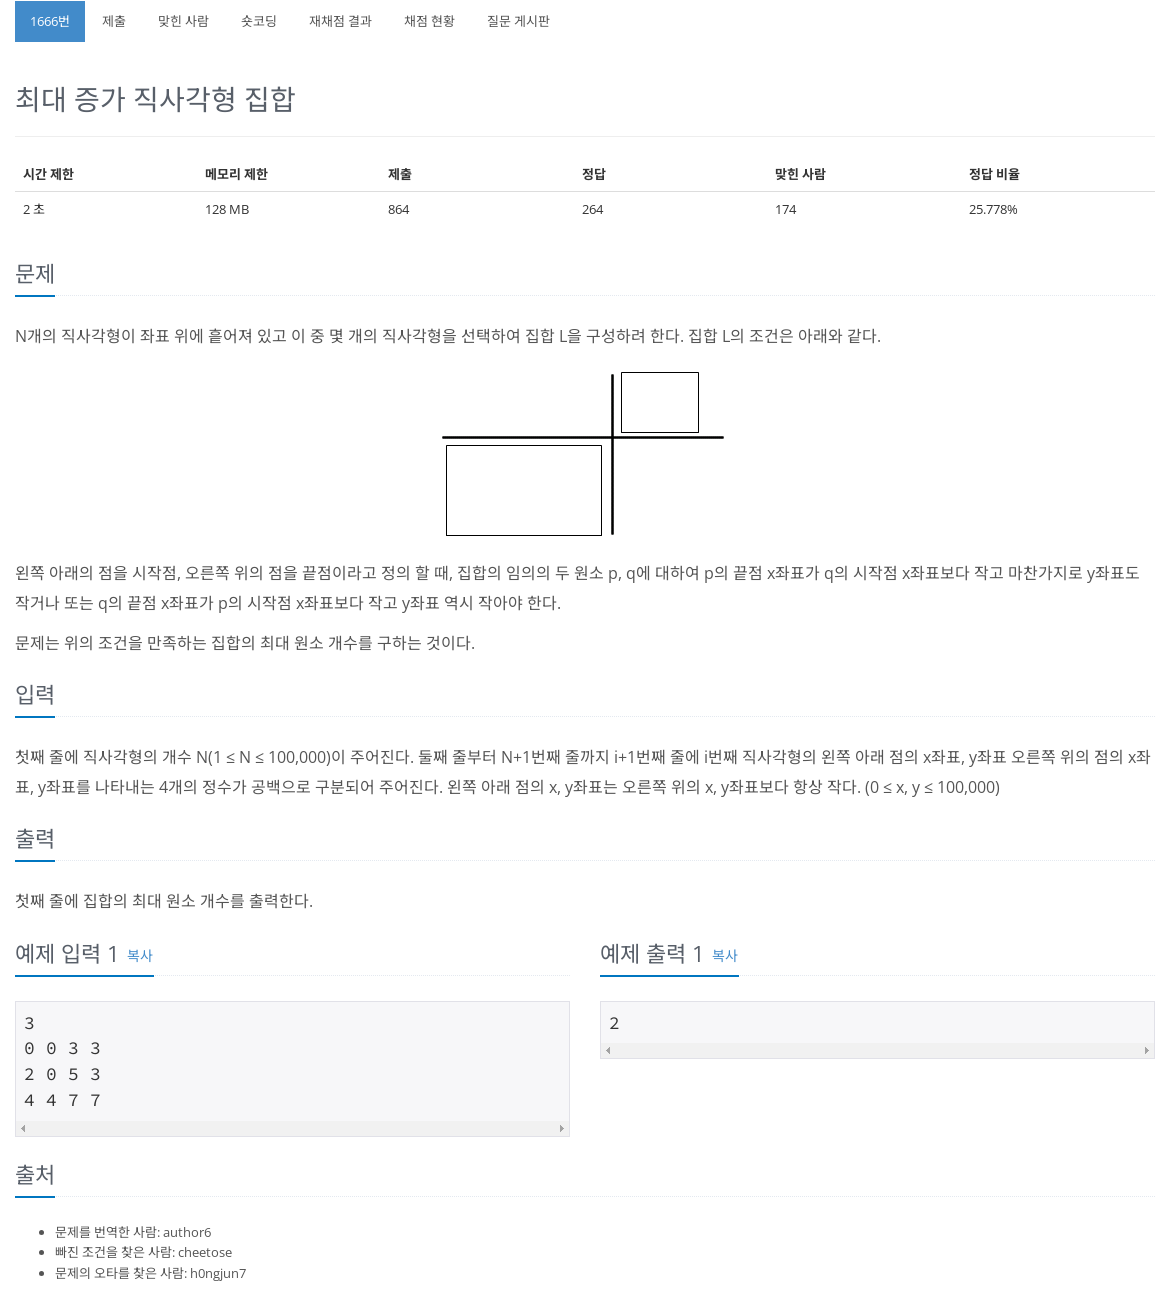 1666번 제출 맞힌 사람 숏코딩 재채점 결과 채점 현황 질문 게시판
최대 증가 직사각형 집합
시간 제한 메모리 제한 제출 정답 맞힌 사람 정답 비율
2 초 128 MB 864 264 174 25.778%
문제
N개의 직사각형이 좌표 위에 흩어져 있고 이 중 몇 개의 직사각형을 선택하여 집합 L을 구성하려 한다. 집합 L의 조건은 아래와 같다.
왼쪽 아래의 점을 시작점, 오른쪽 위의 점을 끝점이라고 정의 할 때, 집합의 임의의 두 원소 p, q에 대하여 p의 끝점 x좌표가 q의 시작점 x좌표보다 작고 마찬가지로 y좌표도
작거나 또는 q의 끝점 x좌표가 p의 시작점 x좌표보다 작고 y좌표 역시 작아야 한다.
문제는 위의 조건을 만족하는 집합의 최대 원소 개수를 구하는 것이다.
입력
첫째 줄에 직사각형의 개수 N(1 ≤ N ≤ 100,000)이 주어진다. 둘째 줄부터 N+1번째 줄까지 i+1번째 줄에 i번째 직사각형의 왼쪽 아래 점의 x좌표, y좌표 오른쪽 위의 점의 x좌
표, y좌표를 나타내는 4개의 정수가 공백으로 구분되어 주어진다. 왼쪽 아래 점의 x, y좌표는 오른쪽 위의 x, y좌표보다 항상 작다. (0 ≤ x, y ≤ 100,000)
출력
첫째 줄에 집합의 최대 원소 개수를 출력한다.
예제 입력 1 복사
3
0 0 3 3
2 0 5 3
4 4 7 7
예제 출력 1 복사
2
출처
문제를 번역한 사람: author6
빠진 조건을 찾은 사람: cheetose
문제의 오타를 찾은 사람: h0ngjun7